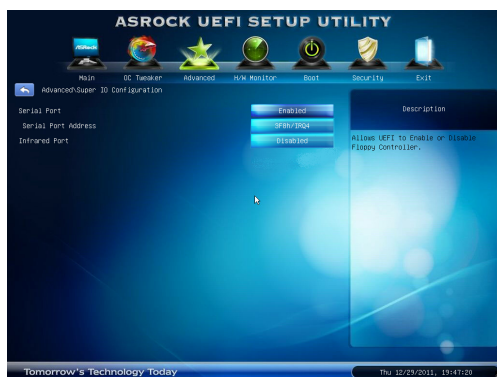 ASROCK UEFI SETUP UTILITY
ASRock
Main
OC Tweaker
Advanced
H/W Monitor
Boot
Security
Exit
Advanced\Super IO Configuration
Serial Port
Enabled
Serial Port Address
3F8h/IRQ4
Infrared Port
Disabled
Description
Allows UEFI to Enable or Disable
Floppy Controller.
Tomorrow's Technology Today
Thu 12/29/2011, 19:47:20